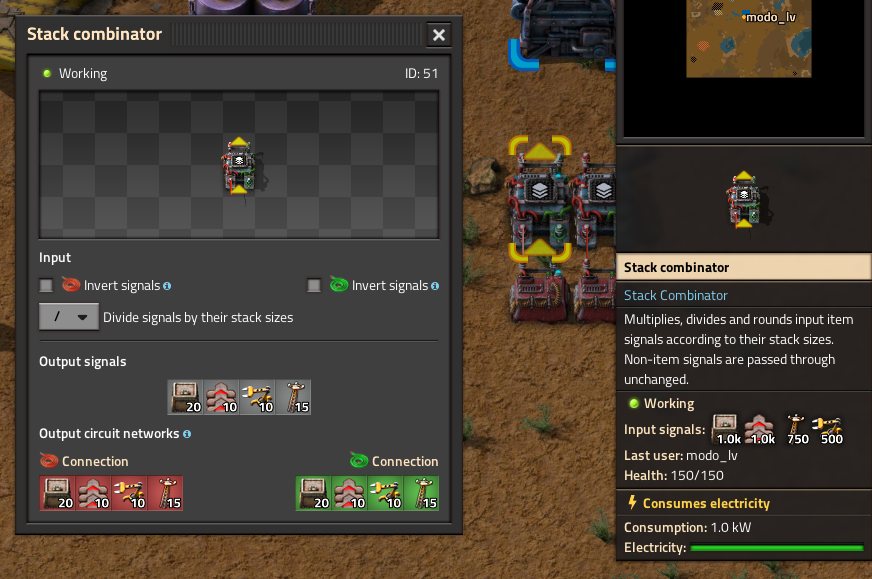 Stack combinator
Working
ID: 51
Input
Invert signals
Invert signals
/
Divide signals by their stack sizes
Output signals
20 10 10 15
Output circuit networks
Connection
Connection
20 10 10 15
20 10 10 15
modo_lv
Stack combinator
Stack Combinator
Multiplies, divides and rounds input item
signals according to their stack sizes.
Non-item signals are passed through
unchanged.
Working
Input signals: 1.0k 1.0k 750 500
Last user: modo_lv
Health: 150/150
Consumes electricity
Consumption: 1.0 kW
Electricity: